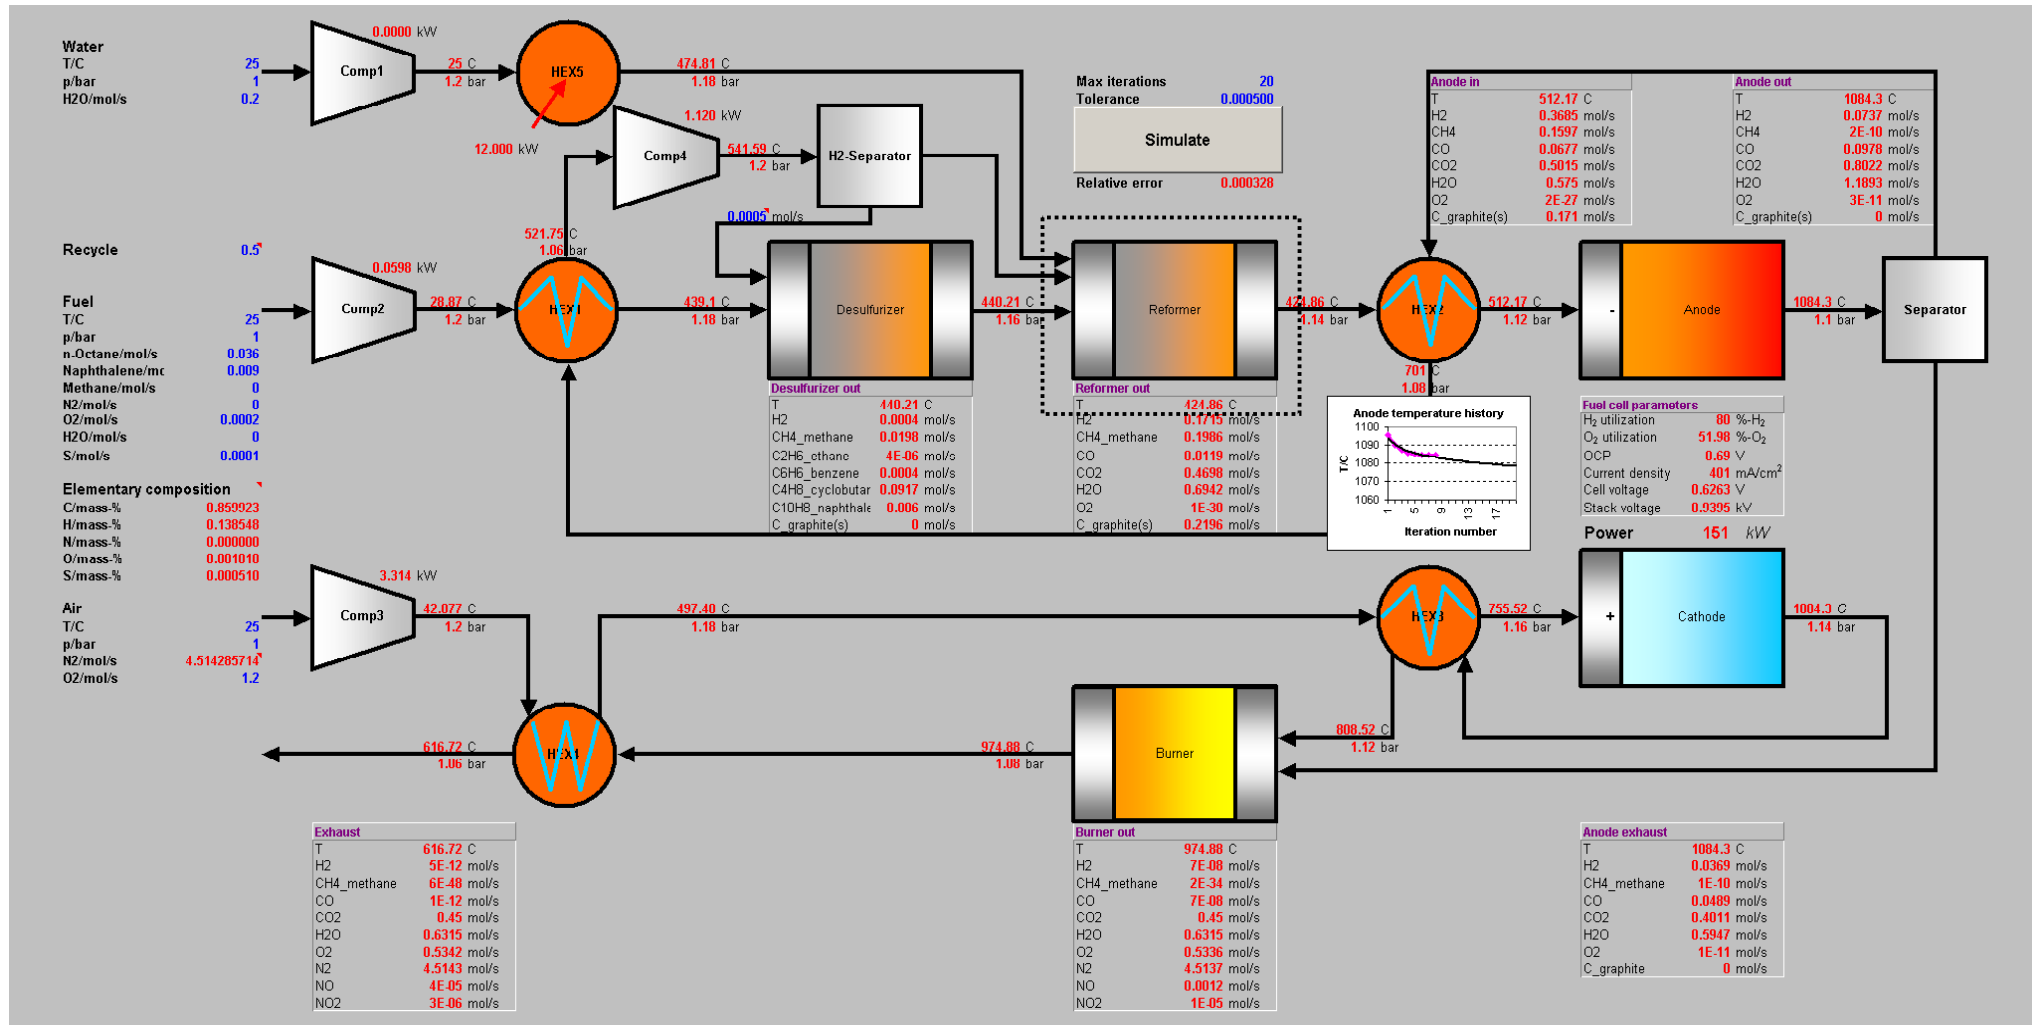 Water
T/C 25
p/bar 1
H2O/mol/s 0.2
0.0000 kW
Comp1
25 C
1.2 bar
HEX5
12.000 kW
474.81 C
1.18 bar
1.120 kW
Comp4
541.59 C
1.2 bar
H2-Separator
0.0005 mol/s
Max iterations 20
Tolerance 0.000500
Simulate
Relative error 0.000328
Anode in
T 512.17 C
H2 0.3685 mol/s
CH4 0.1597 mol/s
CO 0.0677 mol/s
CO2 0.5015 mol/s
H2O 0.575 mol/s
O2 2E-27 mol/s
C_graphite(s) 0.171 mol/s
Anode out
T 1084.3 C
H2 0.0737 mol/s
CH4 2E-10 mol/s
CO 0.0978 mol/s
CO2 0.8022 mol/s
H2O 1.1893 mol/s
O2 3E-11 mol/s
C_graphite(s) 0 mol/s
Recycle 0.5
Fuel
T/C 25
p/bar 1
n-Octane/mol/s 0.036
Naphthalene/mc 0.009
Methane/mol/s 0
N2/mol/s 0
O2/mol/s 0.0002
H2O/mol/s 0
S/mol/s 0.0001
0.0598 kW
Comp2
28.87 C
1.2 bar
521.75 C
1.06 bar
439.1 C
1.18 bar
Desulfurizer
440.21 C
1.16 bar
Reformer
424.86 C
1.14 bar
HEX2
701 C
1.08 bar
512.17 C
1.12 bar
-
Anode
1084.3 C
1.1 bar
Separator
Desulfurizer out
T 440.21 C
H2 0.0004 mol/s
CH4_methane 0.0198 mol/s
C2H6_ethane 4E-06 mol/s
C6H6_benzene 0.0004 mol/s
C4H8_cyclobutar 0.0917 mol/s
C10H8_naphthale 0.006 mol/s
C_graphite(s) 0 mol/s
Reformer out
T 424.86 C
H2 0.1715 mol/s
CH4_methane 0.1986 mol/s
CO 0.0119 mol/s
CO2 0.4698 mol/s
H2O 0.6942 mol/s
O2 1E-30 mol/s
C_graphite(s) 0.2196 mol/s
Anode temperature history
T/C
1100
1090
1080
1070
1060
1 5 9 13 17
Iteration number
Fuel cell parameters
H2 utilization 80 %-H2
O2 utilization 51.98 %-O2
OCP 0.69 V
Current density 401 mA/cm2
Cell voltage 0.6263 V
Stack voltage 0.9395 kV
Power 151 kW
Elementary composition
C/mass-% 0.859923
H/mass-% 0.138548
N/mass-% 0.000000
O/mass-% 0.001010
S/mass-% 0.000510
Air
T/C 25
p/bar 1
N2/mol/s 4.514285714
O2/mol/s 1.2
3.314 kW
Comp3
42.077 C
1.2 bar
497.40 C
1.18 bar
HEX3
755.52 C
1.16 bar
+
Cathode
1004.3 C
1.14 bar
616.72 C
1.06 bar
974.88 C
1.08 bar
Burner
808.52 C
1.12 bar
Exhaust
T 616.72 C
H2 5E-12 mol/s
CH4_methane 6E-48 mol/s
CO 1E-12 mol/s
CO2 0.45 mol/s
H2O 0.6315 mol/s
O2 0.5342 mol/s
N2 4.5143 mol/s
NO 4E-05 mol/s
NO2 3E-06 mol/s
Burner out
T 974.88 C
H2 7E-08 mol/s
CH4_methane 2E-34 mol/s
CO 7E-08 mol/s
CO2 0.45 mol/s
H2O 0.6315 mol/s
O2 0.5336 mol/s
N2 4.5137 mol/s
NO 0.0012 mol/s
NO2 1E-05 mol/s
Anode exhaust
T 1084.3 C
H2 0.0369 mol/s
CH4_methane 1E-10 mol/s
CO 0.0489 mol/s
CO2 0.4011 mol/s
H2O 0.5947 mol/s
O2 1E-11 mol/s
C_graphite 0 mol/s